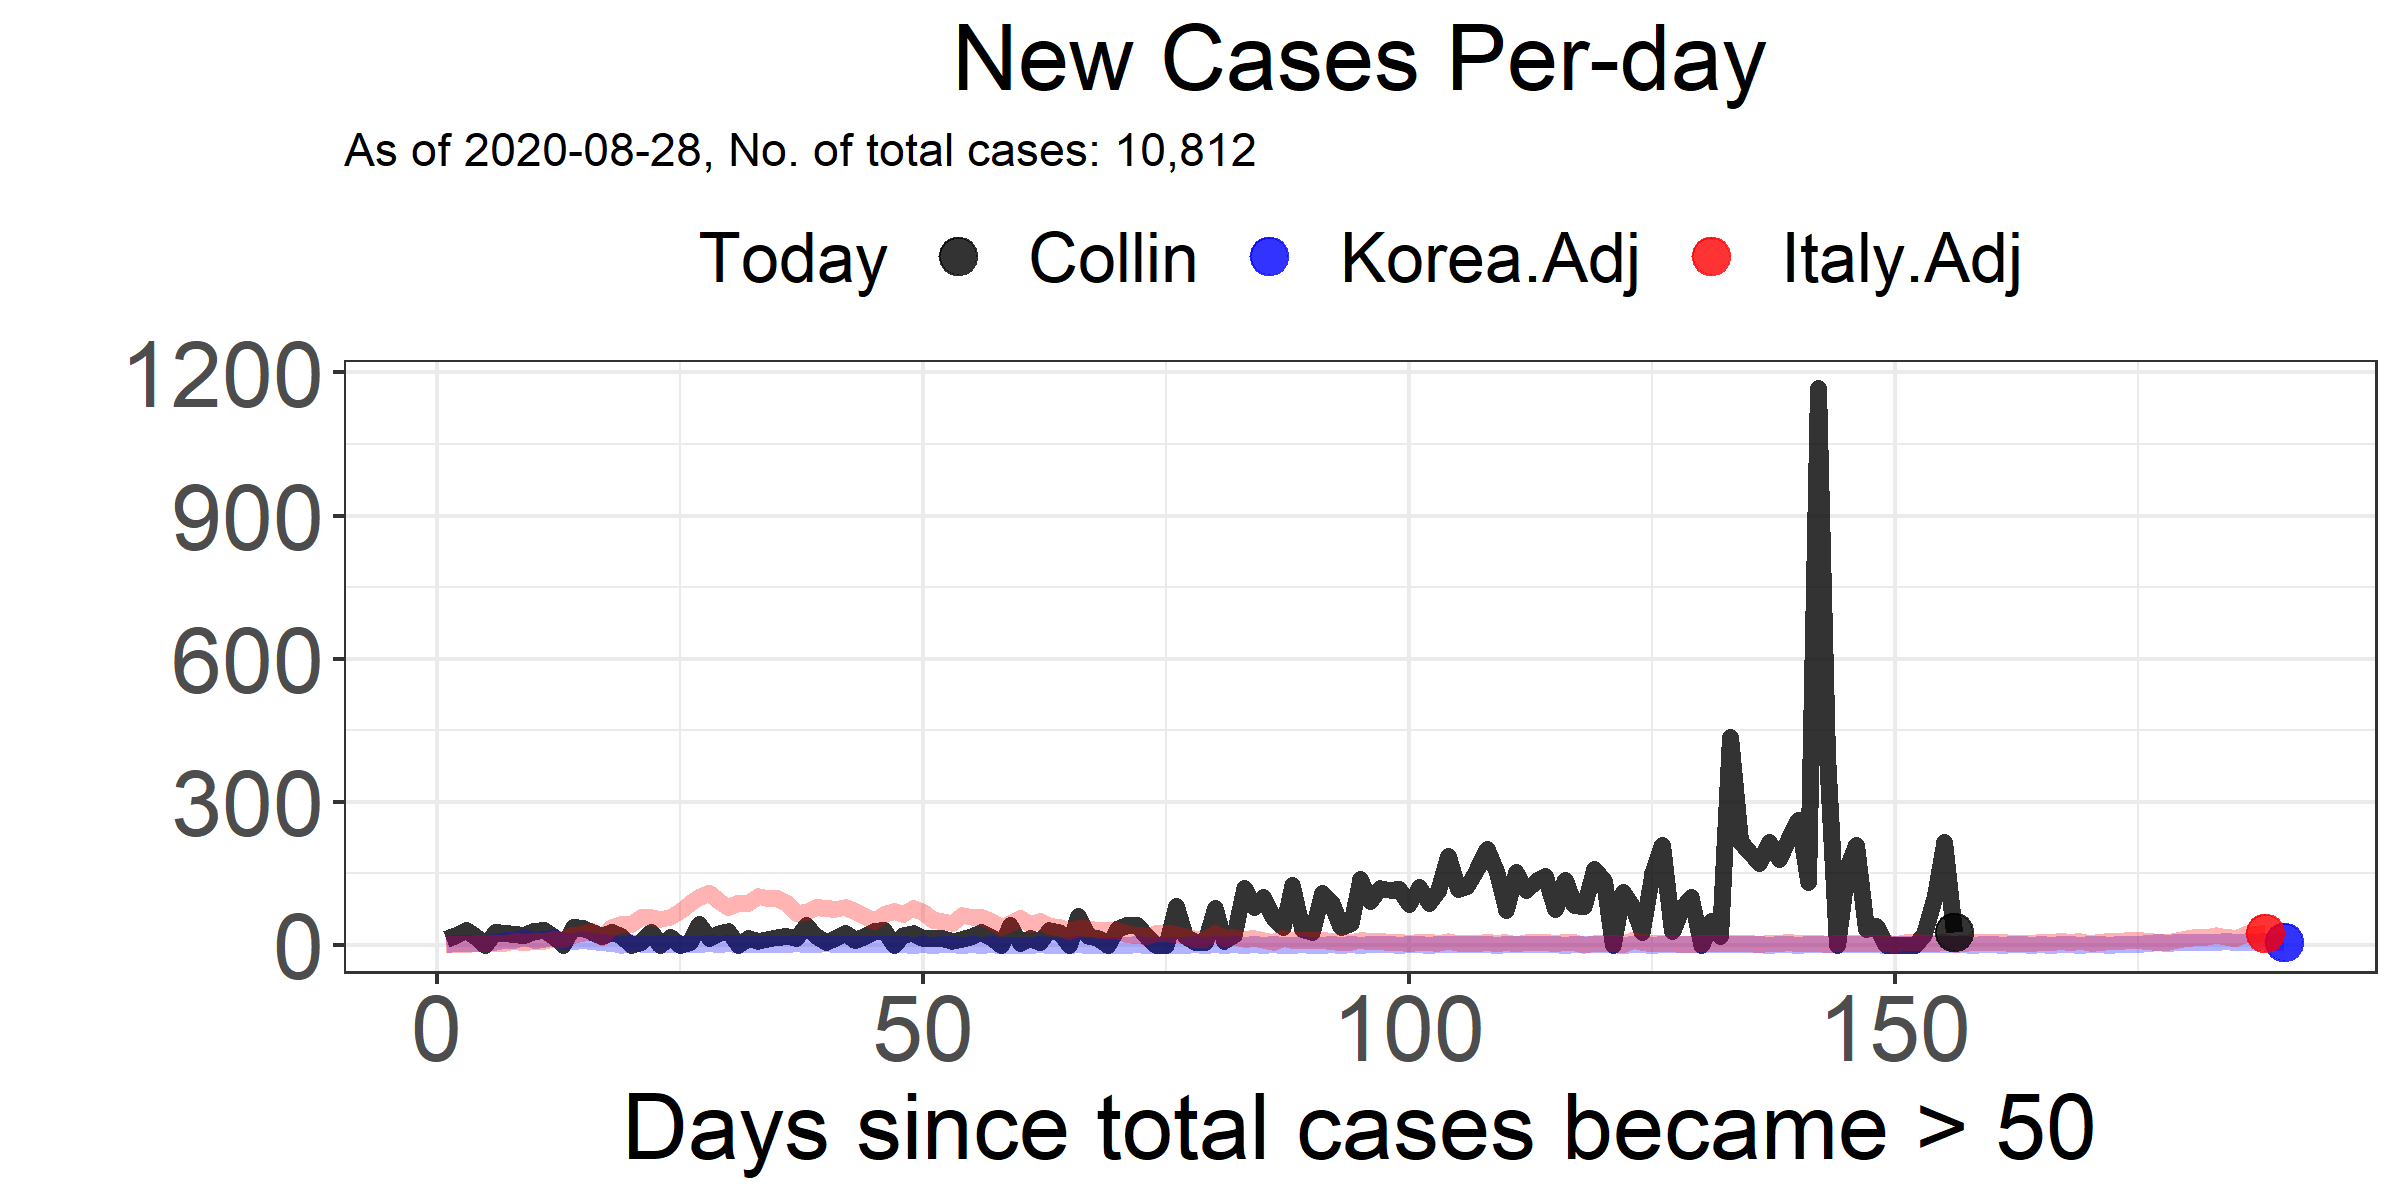 New Cases Per-day
As of 2020-08-28, No. of total cases: 10,812
Today Collin Korea.Adj Italy.Adj
1200
900
600
300
0
0 50 100 150
Days since total cases became > 50